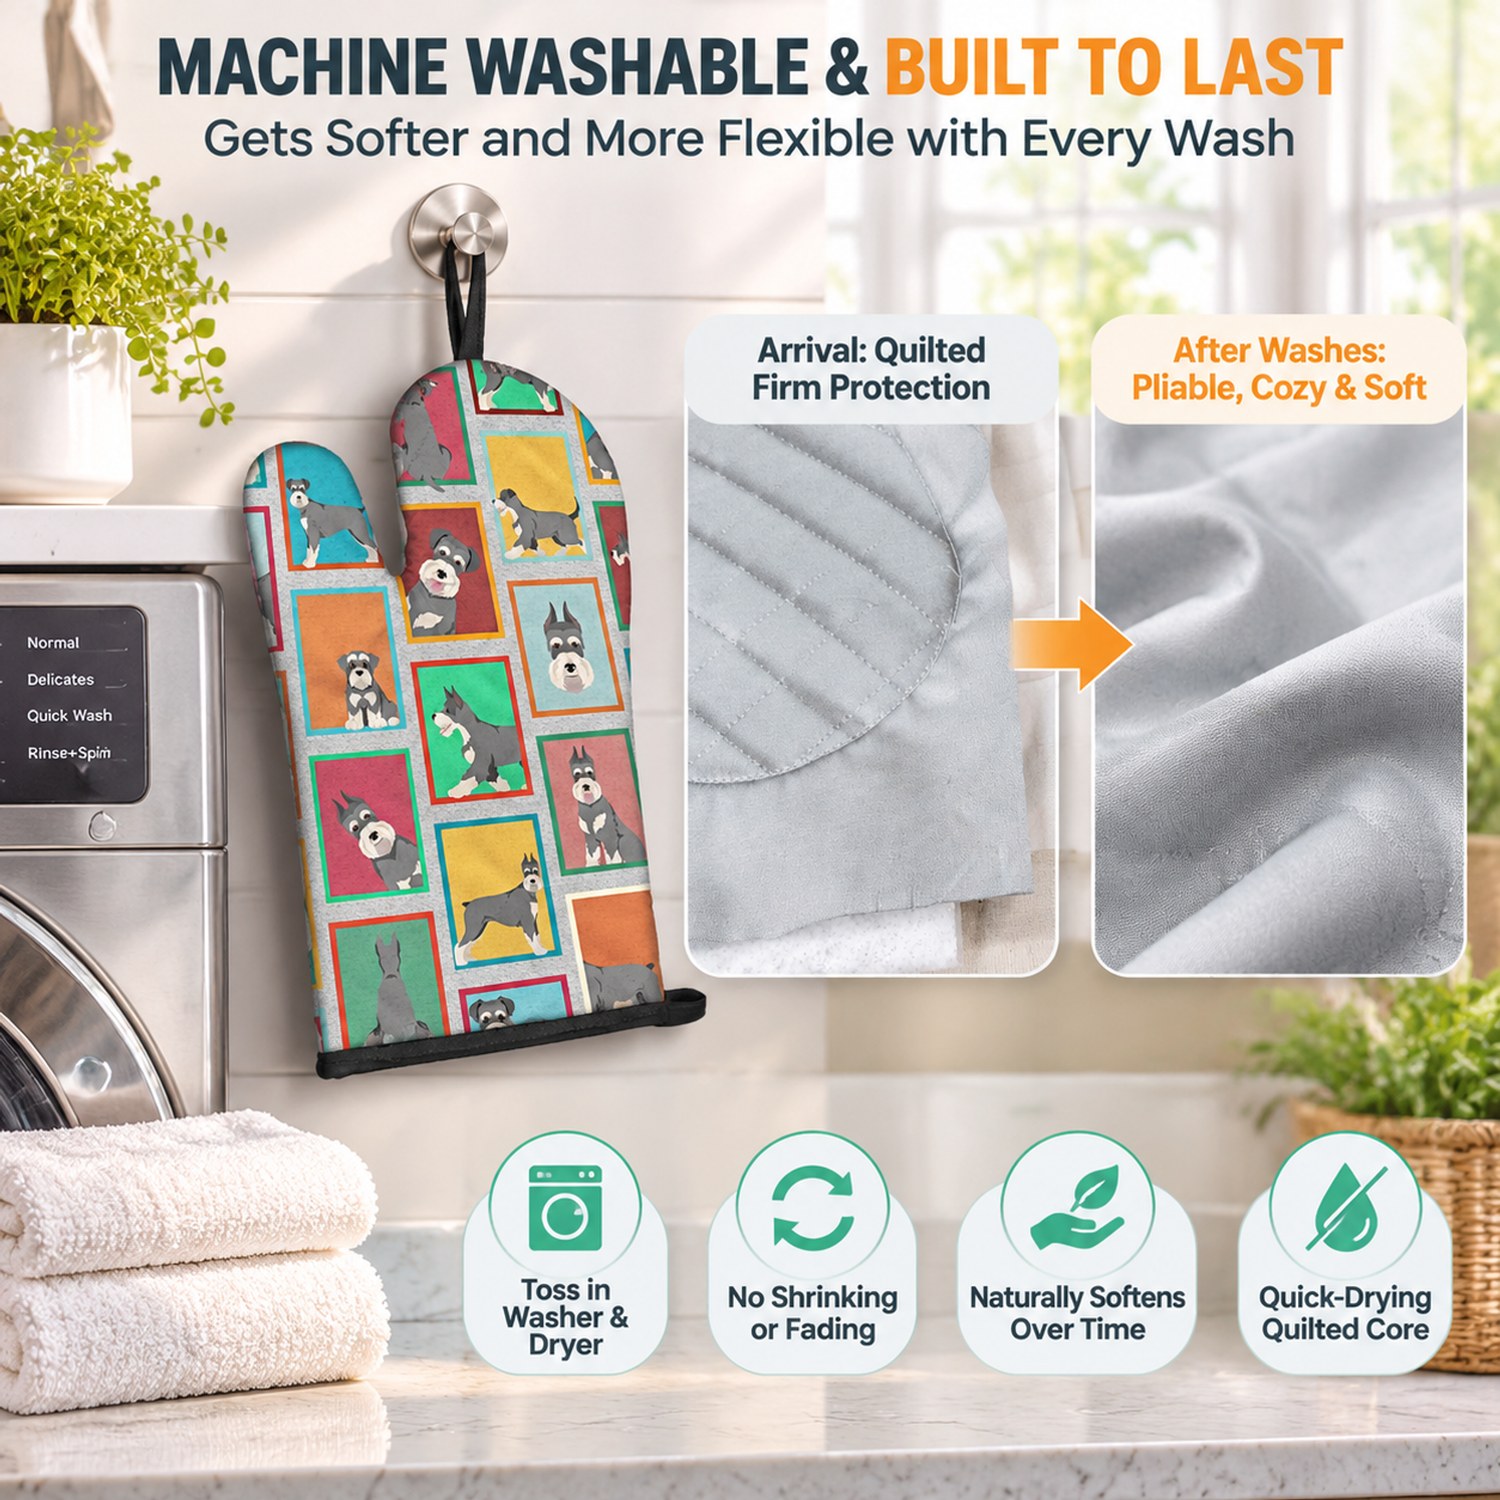 MACHINE WASHABLE & BUILT TO LAST
Gets Softer and More Flexible with Every Wash
Arrival: Quilted
Firm Protection
After Washes:
Pliable, Cozy & Soft
Normal
Delicates
Quick Wash
Rinse+Spin
Toss in
Washer &
Dryer
No Shrinking
or Fading
Naturally Softens
Over Time
Quick-Drying
Quilted Core